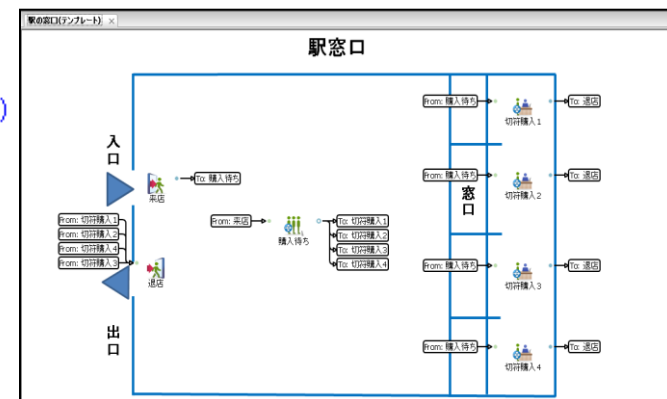 駅の窓口(テンプレート) ×
駅窓口
)
入口
来店
To: 購入待ち
From: 切符購入1
From: 切符購入2
From: 切符購入4
From: 切符購入3
退店
出口
From: 来店
購入待ち
To: 切符購入1
To: 切符購入2
To: 切符購入3
To: 切符購入4
窓口
From: 購入待ち
切符購入1
To: 退店
From: 購入待ち
切符購入2
To: 退店
From: 購入待ち
切符購入3
To: 退店
From: 購入待ち
切符購入4
To: 退店